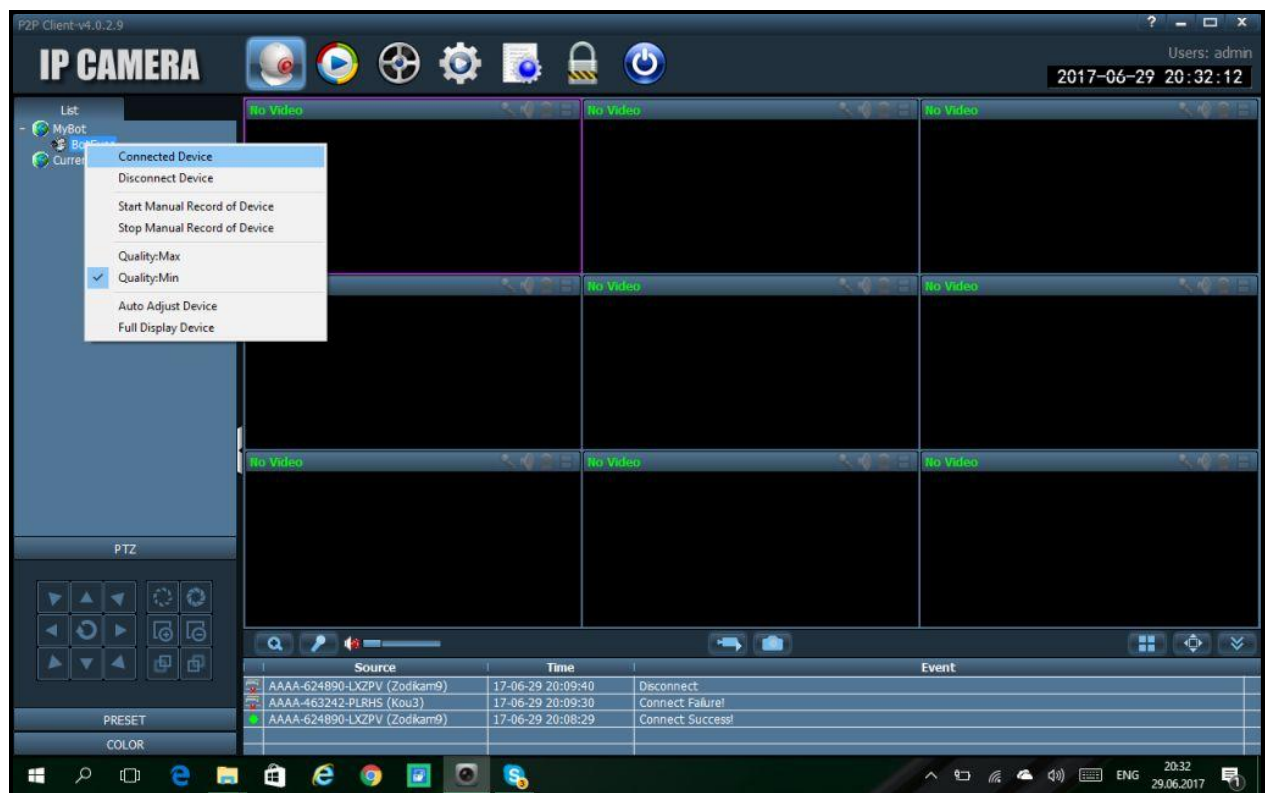 P2P Client-v4.0.2.9
IP CAMERA
Users: admin
2017-06-29 20:32:12
List
MyBot
Connected Device
Disconnect Device
Start Manual Record of Device
Stop Manual Record of Device
Quality:Max
Quality:Min
Auto Adjust Device
Full Display Device
No Video
No Video
No Video
No Video
No Video
No Video
No Video
No Video
PTZ
PRESET
COLOR
Source Time Event
AAAA-624890-LXZPV (Zodikam9) 17-06-29 20:09:40 Disconnect
AAAA-463242-PLRHS (Kou3) 17-06-29 20:09:30 Connect Failure!
AAAA-624890-LXZPV (Zodikam9) 17-06-29 20:08:29 Connect Success!
ENG
20:32
29.06.2017